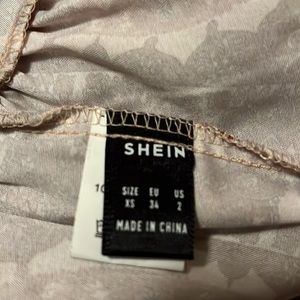 SHEIN
SIZE EU US
XS 34 2
MADE IN CHINA